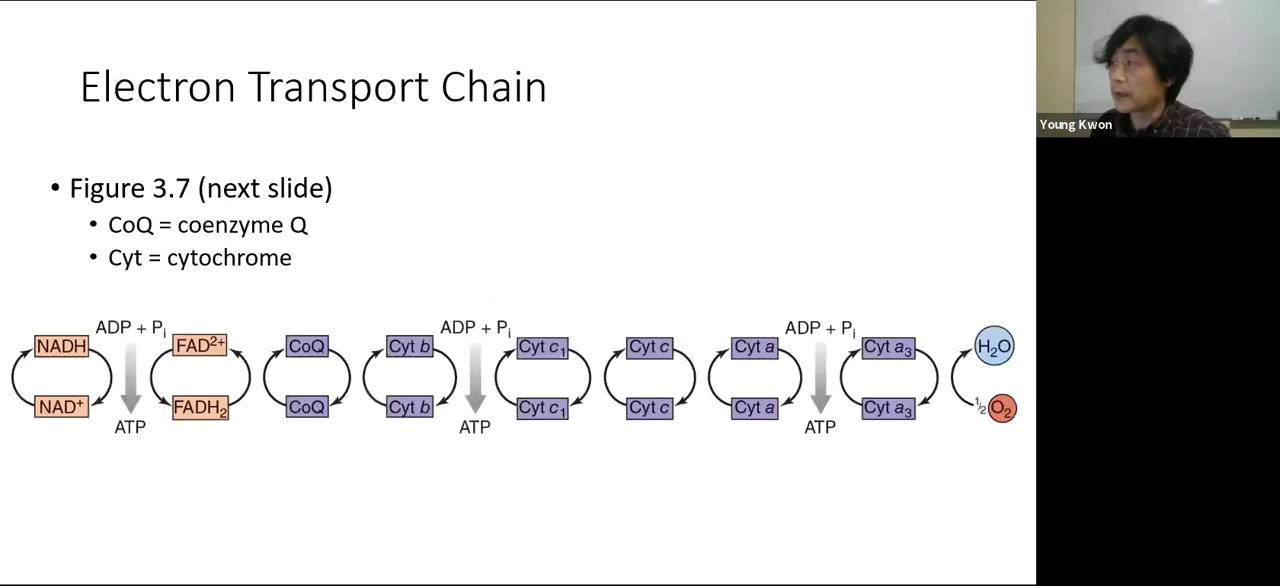 Electron Transport Chain
Young Kwon
• Figure 3.7 (next slide)
• CoQ = coenzyme Q
• Cyt = cytochrome
ADP + Pi ADP + Pi ADP + Pi
NADH FAD²⁺ CoQ Cyt b Cyt c₁ Cyt c Cyt a Cyt a₃ H₂O
NAD⁺ FADH₂ CoQ Cyt b Cyt c₁ Cyt c Cyt a Cyt a₃ ½O₂
ATP ATP ATP